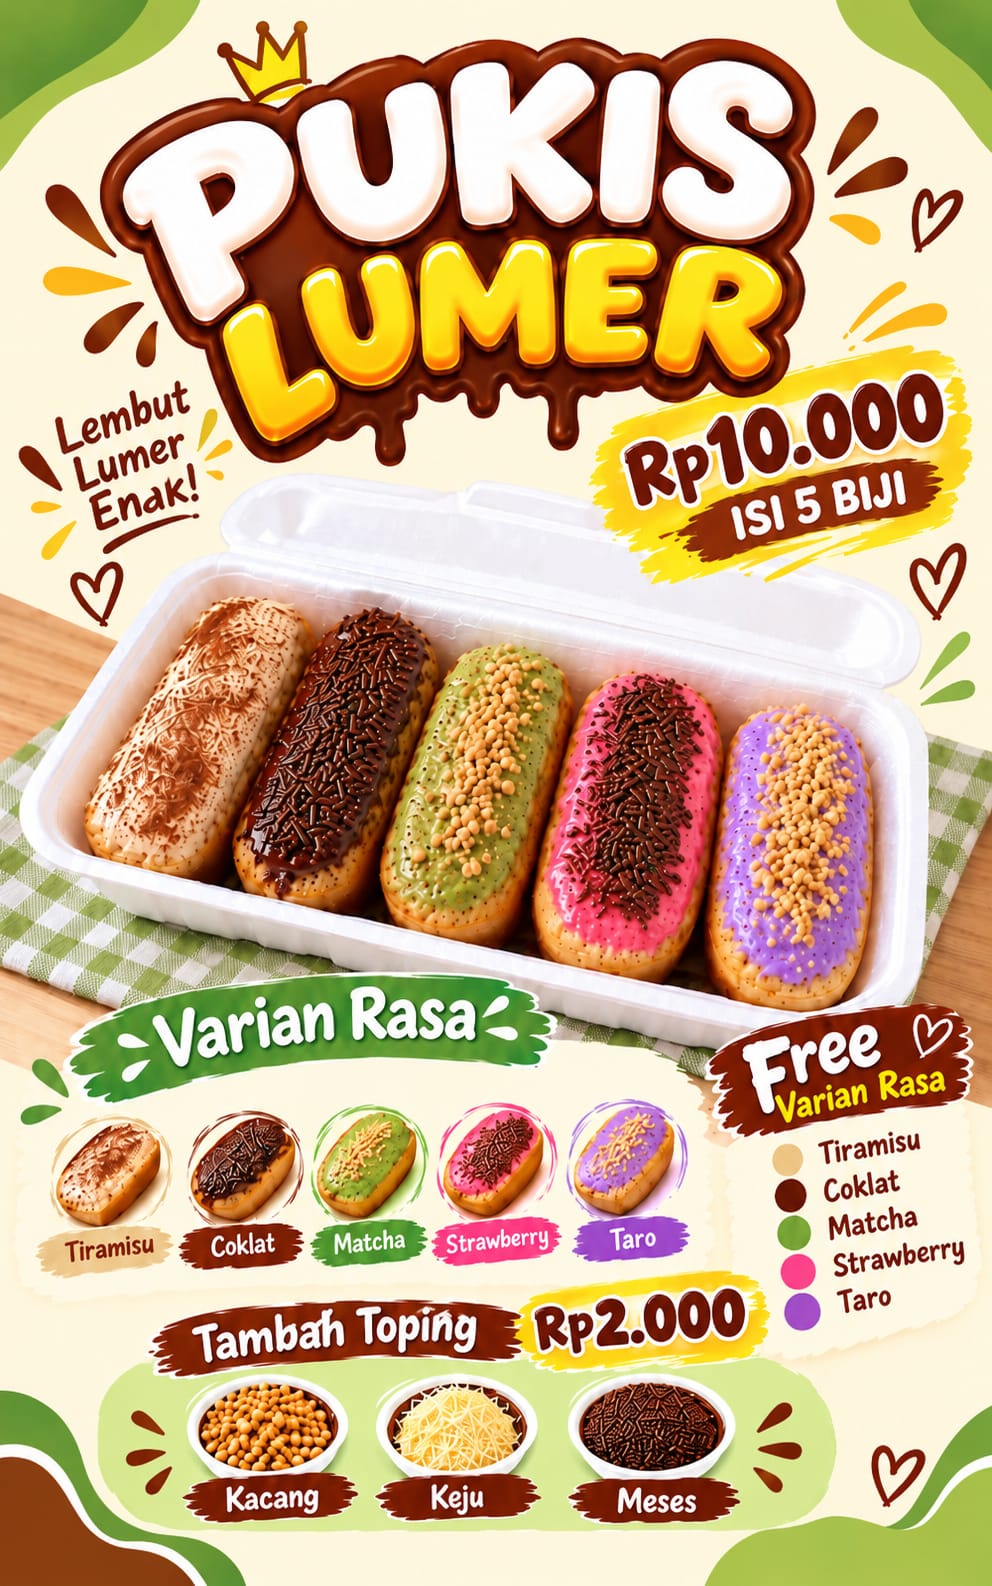 PUKIS
LUMER
Lembut
Lumer
Enak!
Rp10.000
ISI 5 BIJI
Varian Rasa
Tiramisu
Coklat
Matcha
Strawberry
Taro
Free
Varian Rasa
Tiramisu
Coklat
Matcha
Strawberry
Taro
Tambah Toping
Rp2.000
Kacang
Keju
Meses